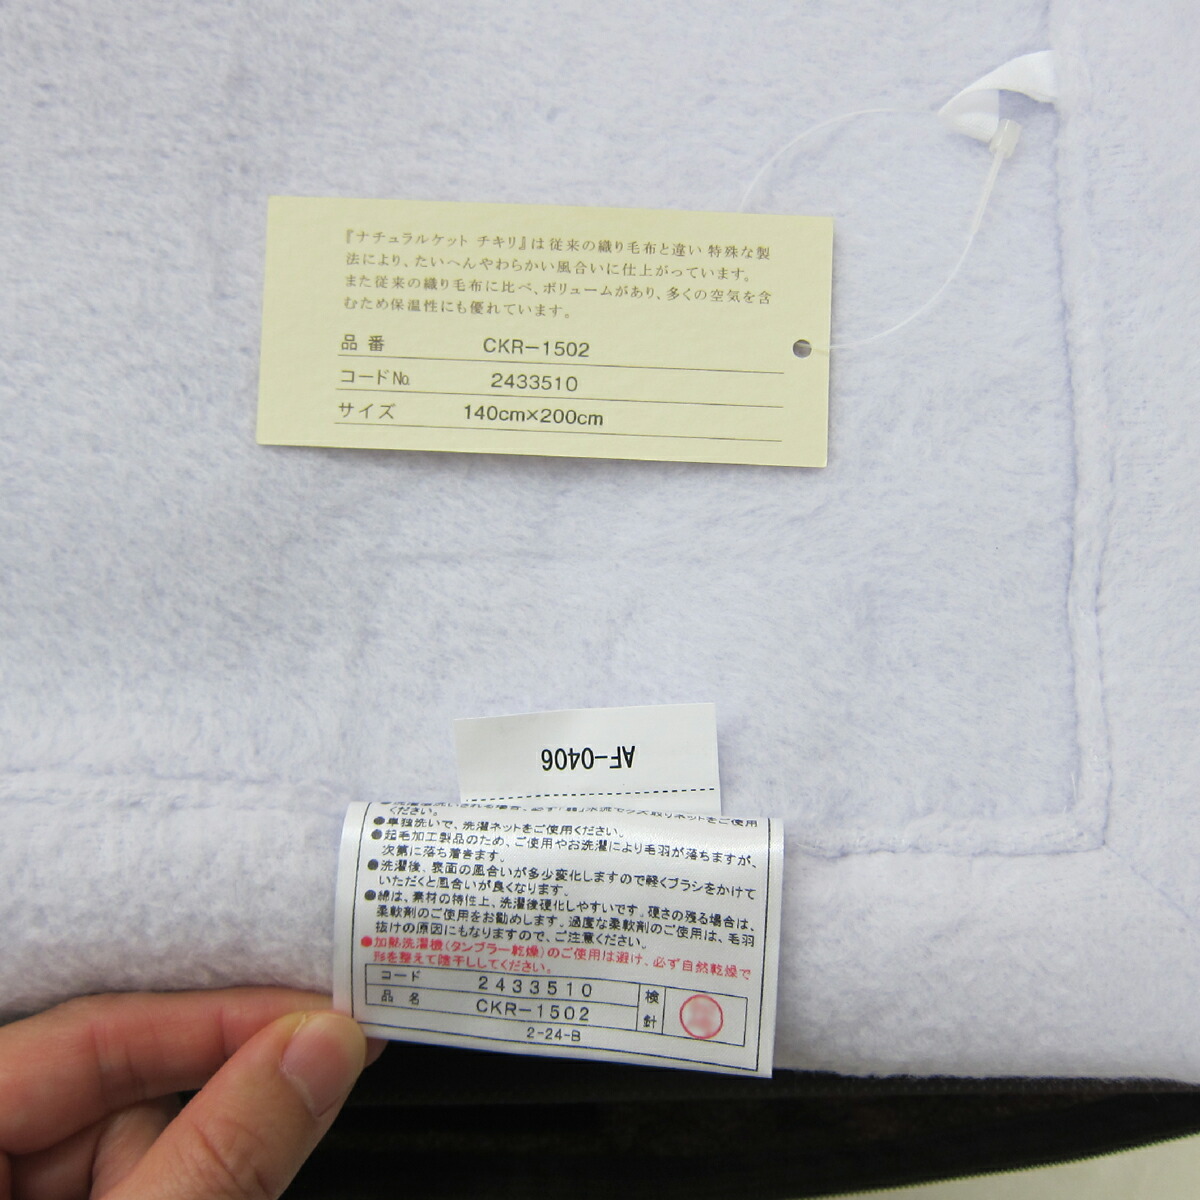 『ナチュラルケット チキリ』は従来の織り毛布と違い 特殊な製
法により、たいへんやわらかい風合いに仕上がっています。
また従来の織り毛布に比べ、ボリュームがあり、多くの空気を含
むため保温性にも優れています。
品番 CKR-1502
コードNo. 2433510
サイズ 140cm×200cm
AF-0406
ください。
●単独洗いで、洗濯ネットをご使用ください。
●起毛加工製品のため、ご使用やお洗濯により毛羽が落ちますが、
次第に落ち着きます。
●洗濯後、表面の風合いが多少変化しますので軽くブラシをかけて
いただくと風合いが良くなります。
●綿は、素材の特性上、洗濯後硬化しやすいです。硬さの残る場合は、
柔軟剤のご使用をお勧めします。過度な柔軟剤のご使用は、毛羽
抜けの原因にもなりますので、ご注意ください。
●加熱洗濯機(タンブラー乾燥)のご使用は避け、必ず自然乾燥で
形を整えて陰干ししてください。
コード 2433510
品名 CKR-1502
検針
2-24-B